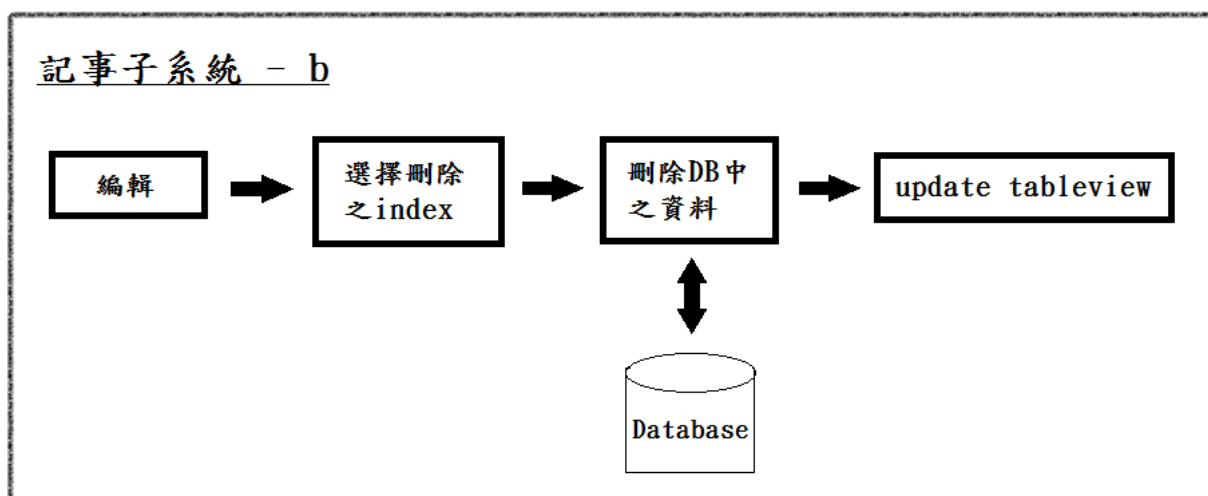 記事子系統 - b
編輯
選擇刪除
之index
刪除DB中
之資料
update tableview
Database